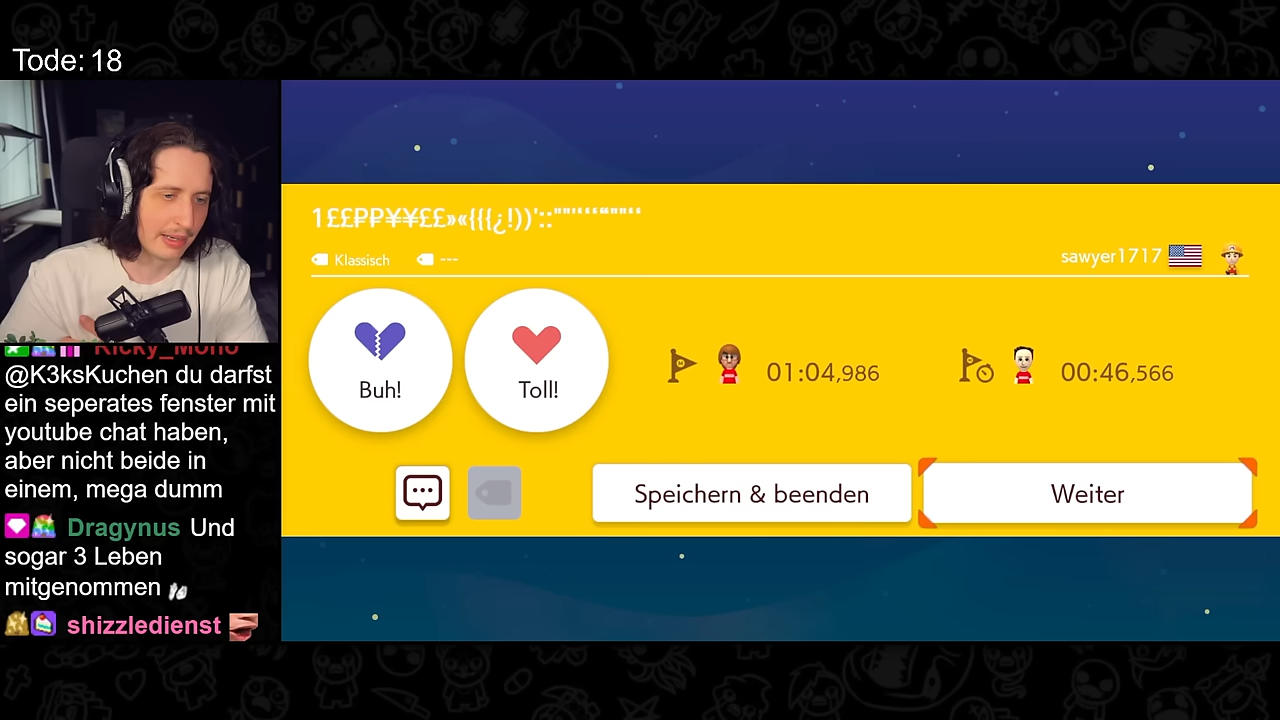 Tode: 18
1££₽₽¥¥££»«{{{¿!))'::""'‘‘‘“"""‘‘
Klassisch ---
sawyer1717
Buh!
Toll!
01:04,986
00:46,566
Speichern & beenden
Weiter
Ricky_Mono
@K3ksKuchen du darfst
ein seperates fenster mit
youtube chat haben,
aber nicht beide in
einem, mega dumm
Dragynus Und
sogar 3 Leben
mitgenommen
shizzledienst